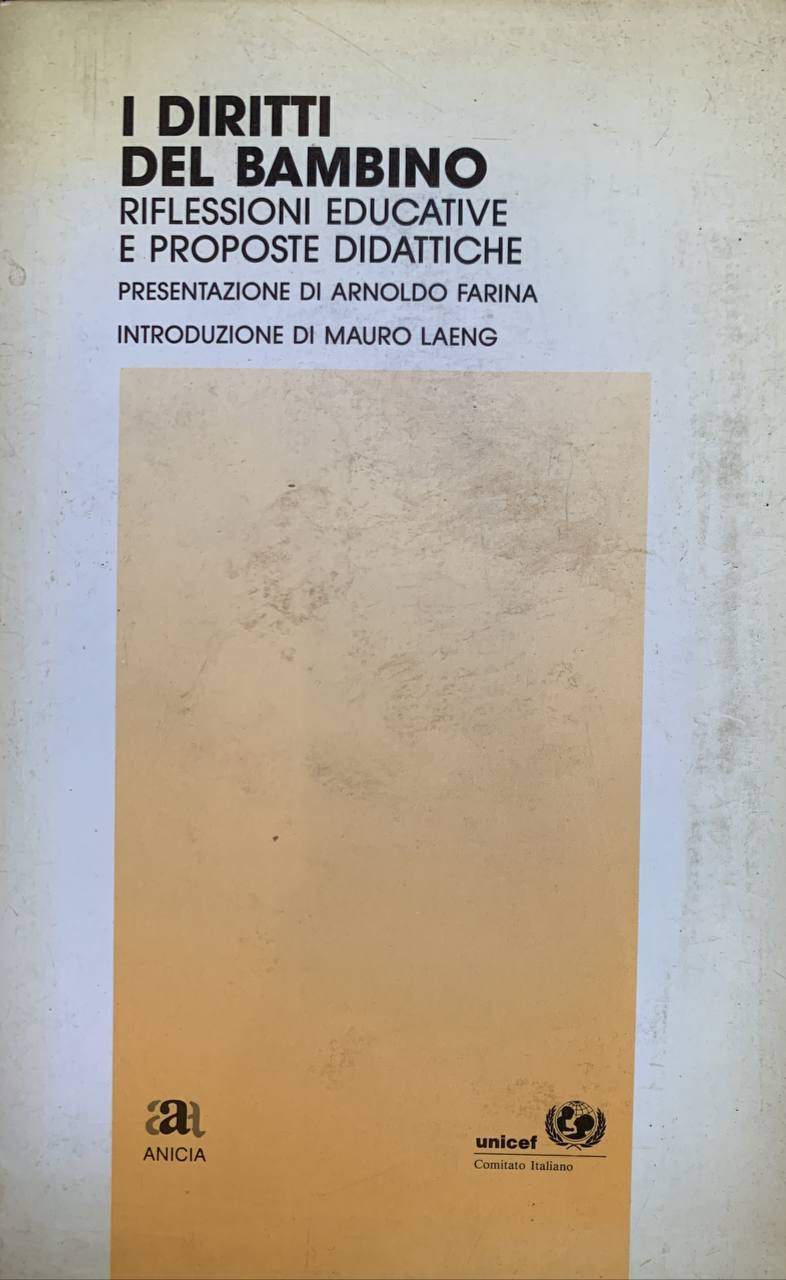 I DIRITTI
DEL BAMBINO
RIFLESSIONI EDUCATIVE
E PROPOSTE DIDATTICHE
PRESENTAZIONE DI ARNOLDO FARINA
INTRODUZIONE DI MAURO LAENG
aaa
ANICIA
unicef
Comitato Italiano